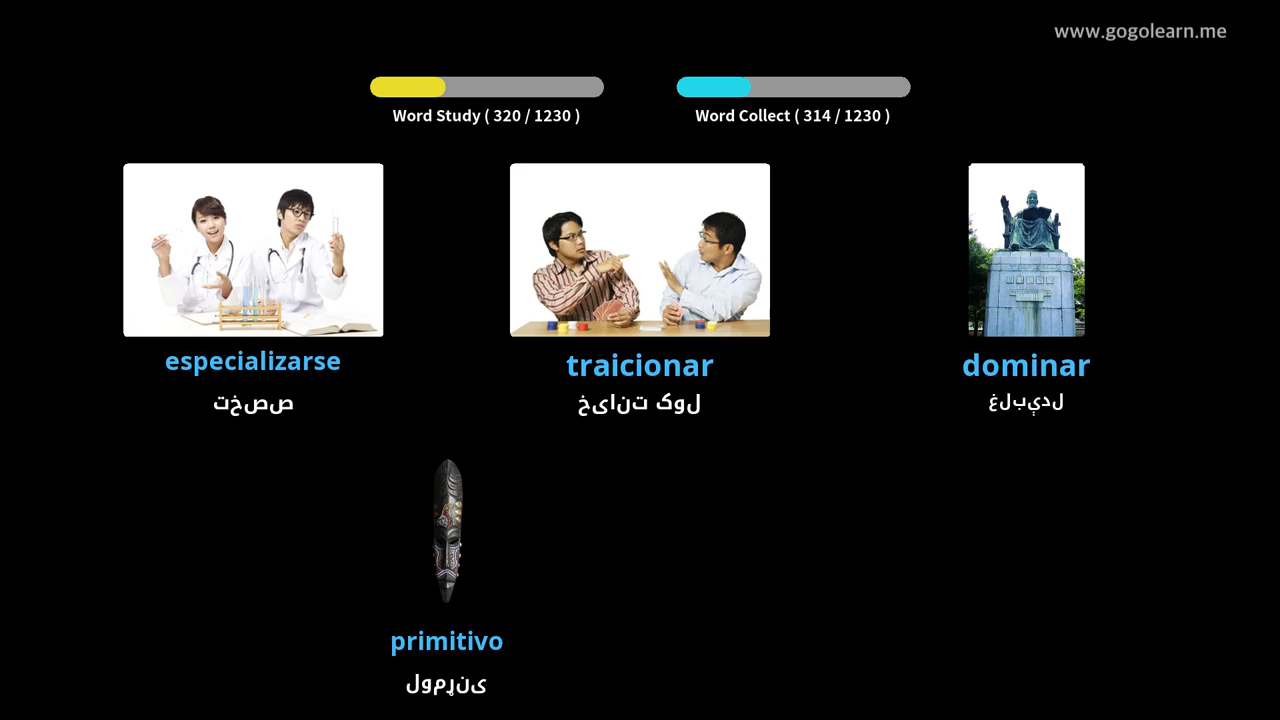 www.gogolearn.me
Word Study ( 320 / 1230 )
Word Collect ( 314 / 1230 )
especializarse
تخصص
traicionar
خیانت کول
dominar
غلبېدل
primitivo
لومړنی